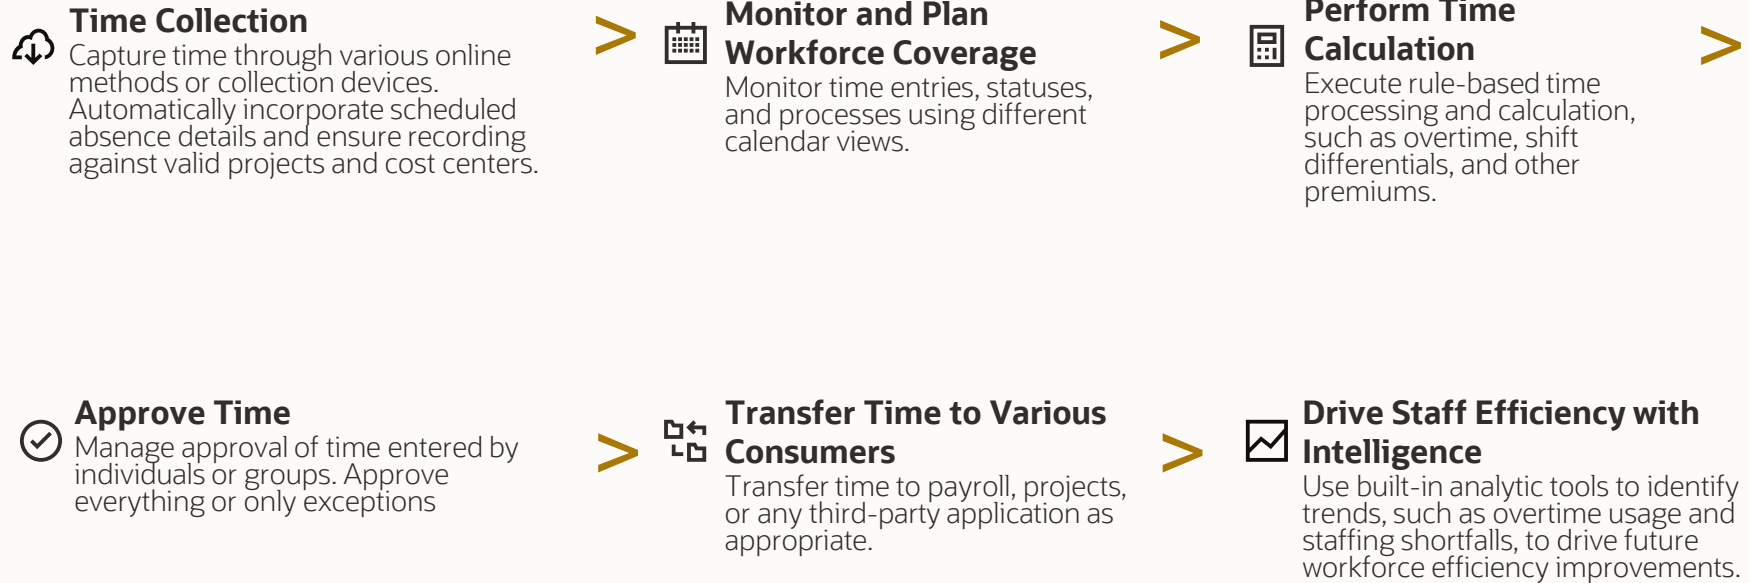 Time Collection
Capture time through various online
methods or collection devices.
Automatically incorporate scheduled
absence details and ensure recording
against valid projects and cost centers.
>
Monitor and Plan
Workforce Coverage
Monitor time entries, statuses,
and processes using different
calendar views.
>
Perform Time
Calculation
Execute rule-based time
processing and calculation,
such as overtime, shift
differentials, and other
premiums.
>
Approve Time
Manage approval of time entered by
individuals or groups. Approve
everything or only exceptions
>
Transfer Time to Various
Consumers
Transfer time to payroll, projects,
or any third-party application as
appropriate.
>
Drive Staff Efficiency with
Intelligence
Use built-in analytic tools to identify
trends, such as overtime usage and
staffing shortfalls, to drive future
workforce efficiency improvements.